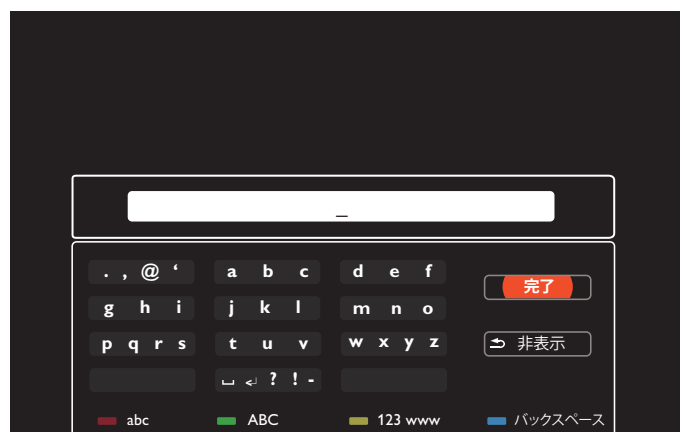 _
. , @ ‘ a b c d e f 完了
g h i j k l m n o
p q r s t u v w x y z 非表示
␣ ↵ ? ! -
abc ABC 123 www バックスペース